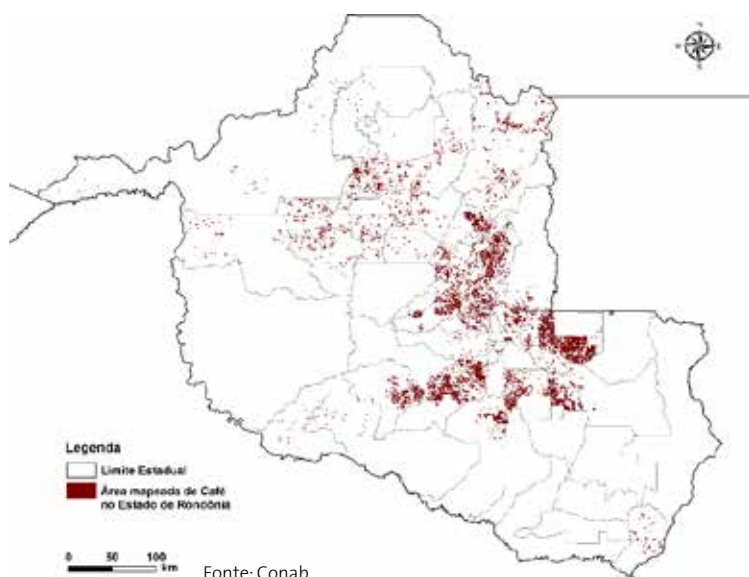 Legenda
Limite Estadual
Área mapeada de Café
no Estado de Rondônia
0 50 100
km
Fonte: Conab